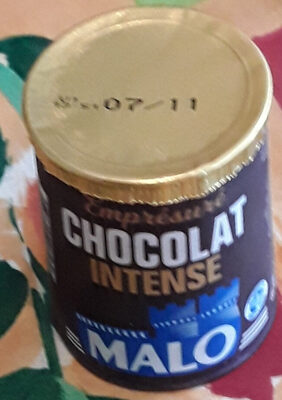 07/11
Emprésuré
CHOCOLAT
INTENSE
MALO